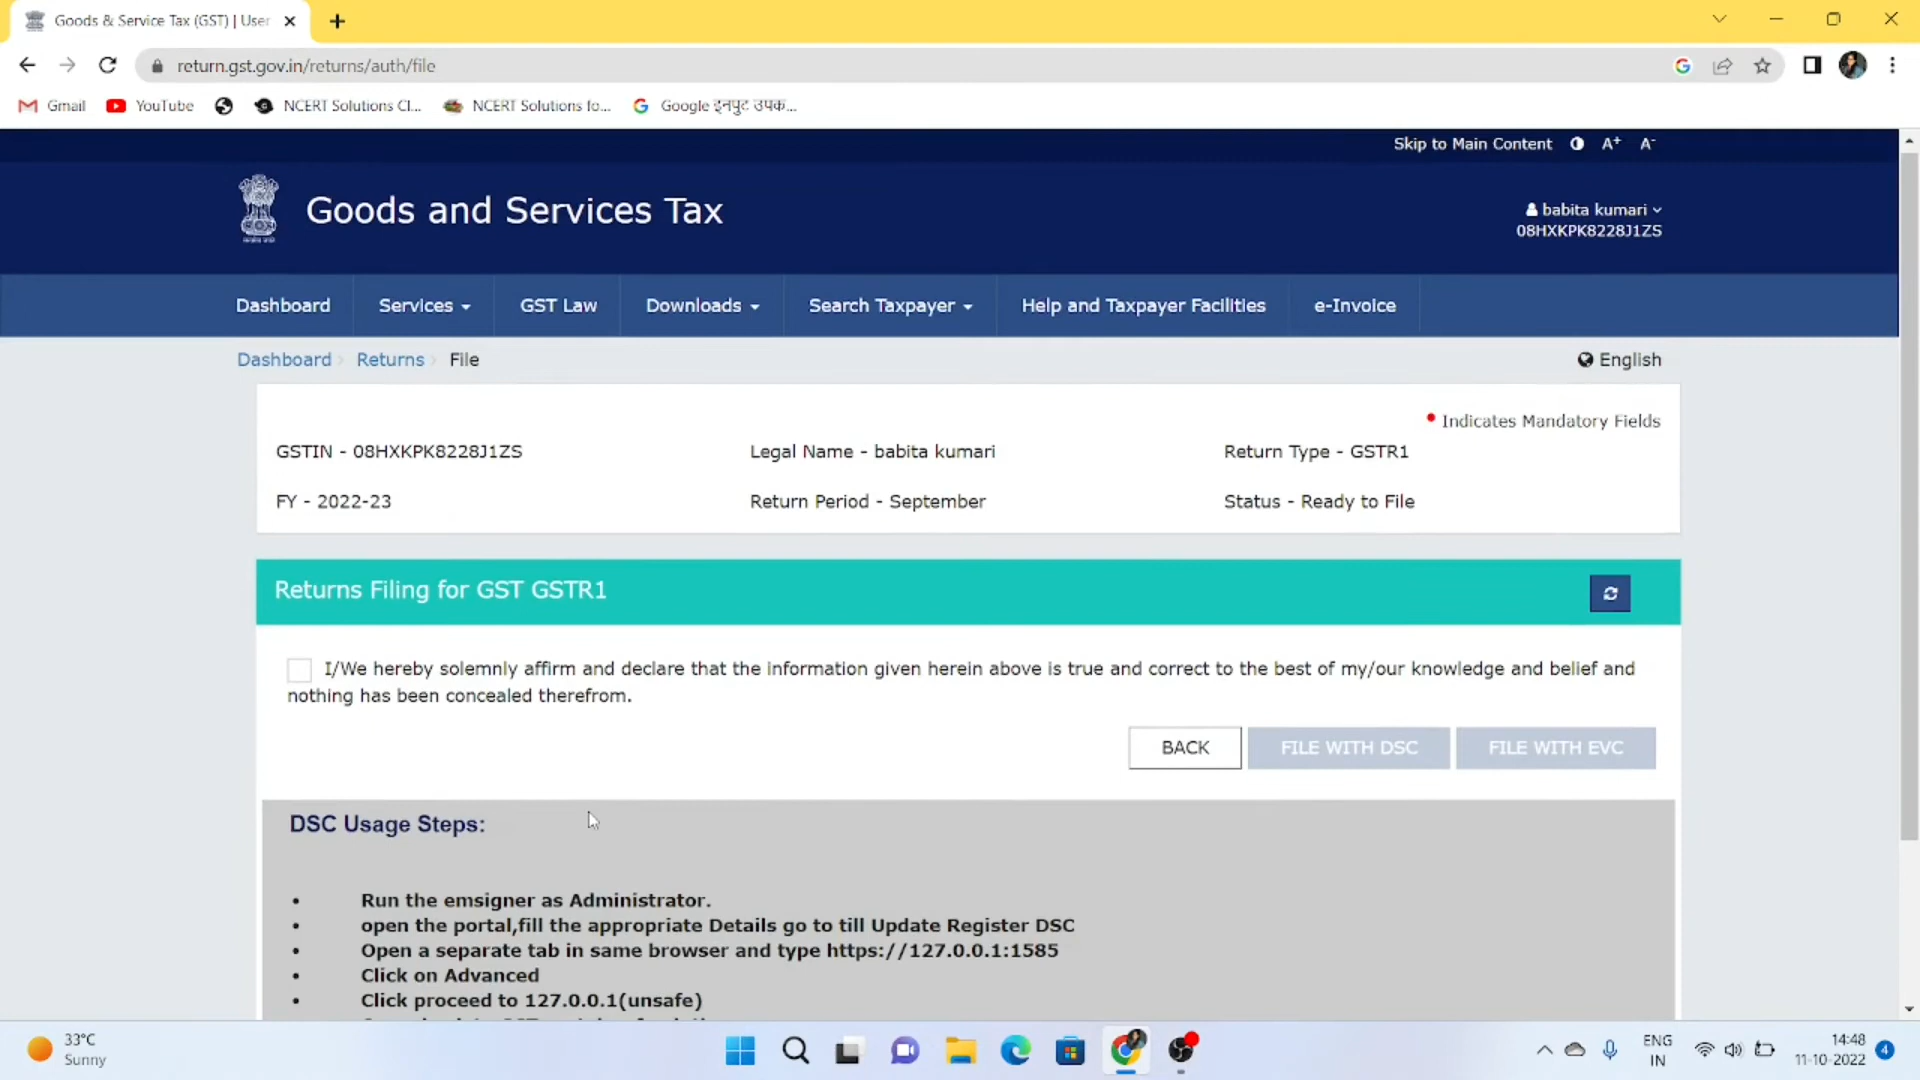 Goods & Service Tax (GST) | User
return.gst.gov.in/returns/auth/file
Gmail
YouTube
NCERT Solutions Cl...
NCERT Solutions fo...
Google इनपुट उपक...
Skip to Main Content A+ A-
Goods and Services Tax
babita kumari
08HXKPK8228J1ZS
Dashboard
Services
GST Law
Downloads
Search Taxpayer
Help and Taxpayer Facilities
e-Invoice
Dashboard
Returns
File
English
Indicates Mandatory Fields
GSTIN - 08HXKPK8228J1ZS
Legal Name - babita kumari
Return Type - GSTR1
FY - 2022-23
Return Period - September
Status - Ready to File
Returns Filing for GST GSTR1
I/We hereby solemnly affirm and declare that the information given herein above is true and correct to the best of my/our knowledge and belief and
nothing has been concealed therefrom.
BACK
FILE WITH DSC
FILE WITH EVC
DSC Usage Steps:
• Run the emsigner as Administrator.
• open the portal,fill the appropriate Details go to till Update Register DSC
• Open a separate tab in same browser and type https://127.0.0.1:1585
• Click on Advanced
• Click proceed to 127.0.0.1(unsafe)
33°C
Sunny
ENG
IN
14:48
11-10-2022
4